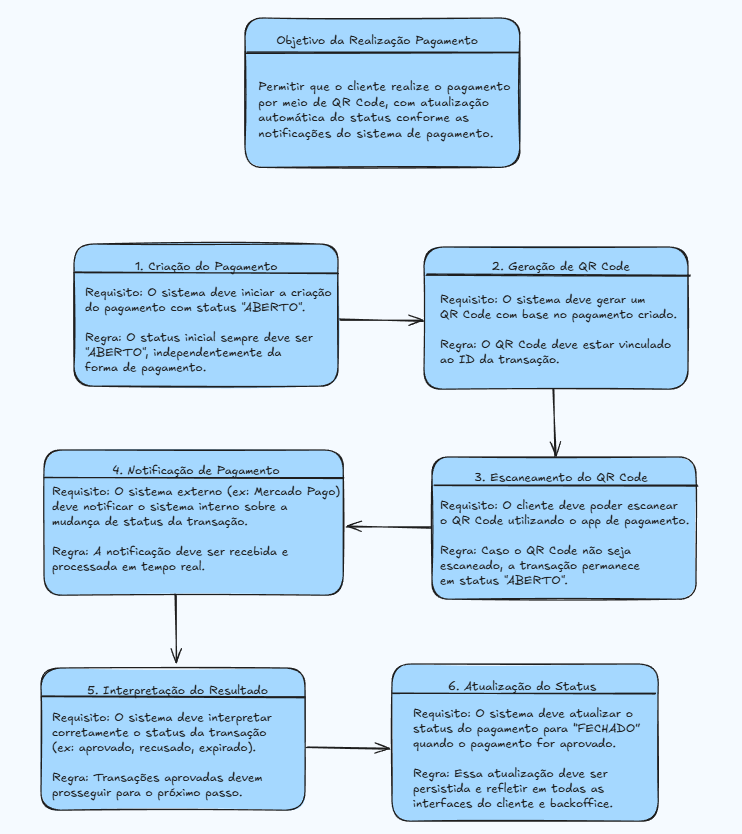 Objetivo da Realização Pagamento
Permitir que o cliente realize o pagamento
por meio de QR Code, com atualização
automática do status conforme as
notificações do sistema de pagamento.
1. Criação do Pagamento
Requisito: O sistema deve iniciar a criação
do pagamento com status "ABERTO".
Regra: O status inicial sempre deve ser
"ABERTO", independentemente da
forma de pagamento.
2. Geração de QR Code
Requisito: O sistema deve gerar um
QR Code com base no pagamento criado.
Regra: O QR Code deve estar vinculado
ao ID da transação.
3. Escaneamento do QR Code
Requisito: O cliente deve poder escanear
o QR Code utilizando o app de pagamento.
Regra: Caso o QR Code não seja
escaneado, a transação permanece
em status "ABERTO".
4. Notificação de Pagamento
Requisito: O sistema externo (ex: Mercado Pago)
deve notificar o sistema interno sobre a
mudança de status da transação.
Regra: A notificação deve ser recebida e
processada em tempo real.
5. Interpretação do Resultado
Requisito: O sistema deve interpretar
corretamente o status da transação
(ex: aprovado, recusado, expirado).
Regra: Transações aprovadas devem
prosseguir para o próximo passo.
6. Atualização do Status
Requisito: O sistema deve atualizar o
status do pagamento para "FECHADO"
quando o pagamento for aprovado.
Regra: Essa atualização deve ser
persistida e refletir em todas as
interfaces do cliente e backoffice.